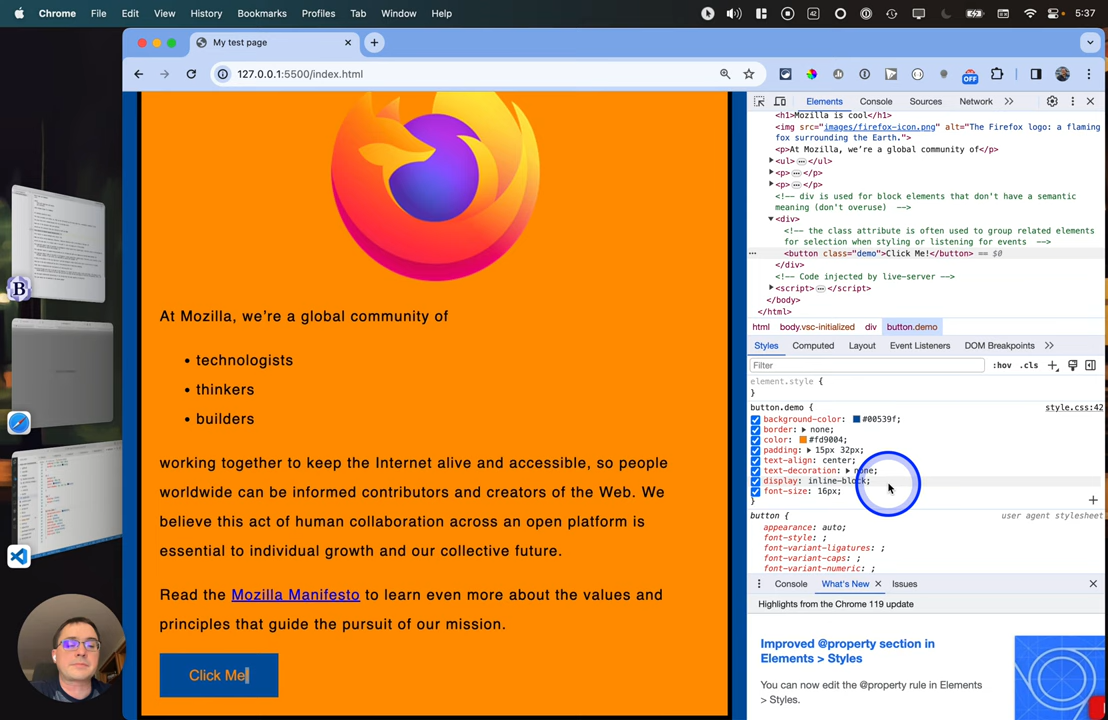 Chrome File Edit View History Bookmarks Profiles Tab Window Help 5:37
My test page
127.0.0.1:5500/index.html
OFF
Elements Console Sources Network
<h1>Mozilla is cool</h1>
<img src="images/firefox-icon.png" alt="The Firefox logo: a flaming
fox surrounding the Earth.">
<p>At Mozilla, we're a global community of</p>
<ul> … </ul>
<p> … </p>
<p> … </p>
<!-- div is used for block elements that don't have a semantic
meaning (don't overuse) -->
<div>
<!-- the class attribute is often used to group related elements
for selection when styling or listening for events -->
… <button class="demo">Click Me!</button> == $0
</div>
<!-- Code injected by live-server -->
<script> … </script>
</body>
</html>
html body.vsc-initialized div button.demo
Styles Computed Layout Event Listeners DOM Breakpoints
Filter :hov .cls
element.style {
}
button.demo { style.css:42
background-color: #00539f;
border: none;
color: #fd9004;
padding: 15px 32px;
text-align: center;
text-decoration: none;
display: inline-block;
font-size: 16px;
}
button { user agent stylesheet
appearance: auto;
font-style: ;
font-variant-ligatures: ;
font-variant-caps: ;
font-variant-numeric: ;
Console What's New Issues
Highlights from the Chrome 119 update
Improved @property section in
Elements > Styles
You can now edit the @property rule in Elements
> Styles.
At Mozilla, we're a global community of
• technologists
• thinkers
• builders
working together to keep the Internet alive and accessible, so people
worldwide can be informed contributors and creators of the Web. We
believe this act of human collaboration across an open platform is
essential to individual growth and our collective future.
Read the Mozilla Manifesto to learn even more about the values and
principles that guide the pursuit of our mission.
Click Me
B